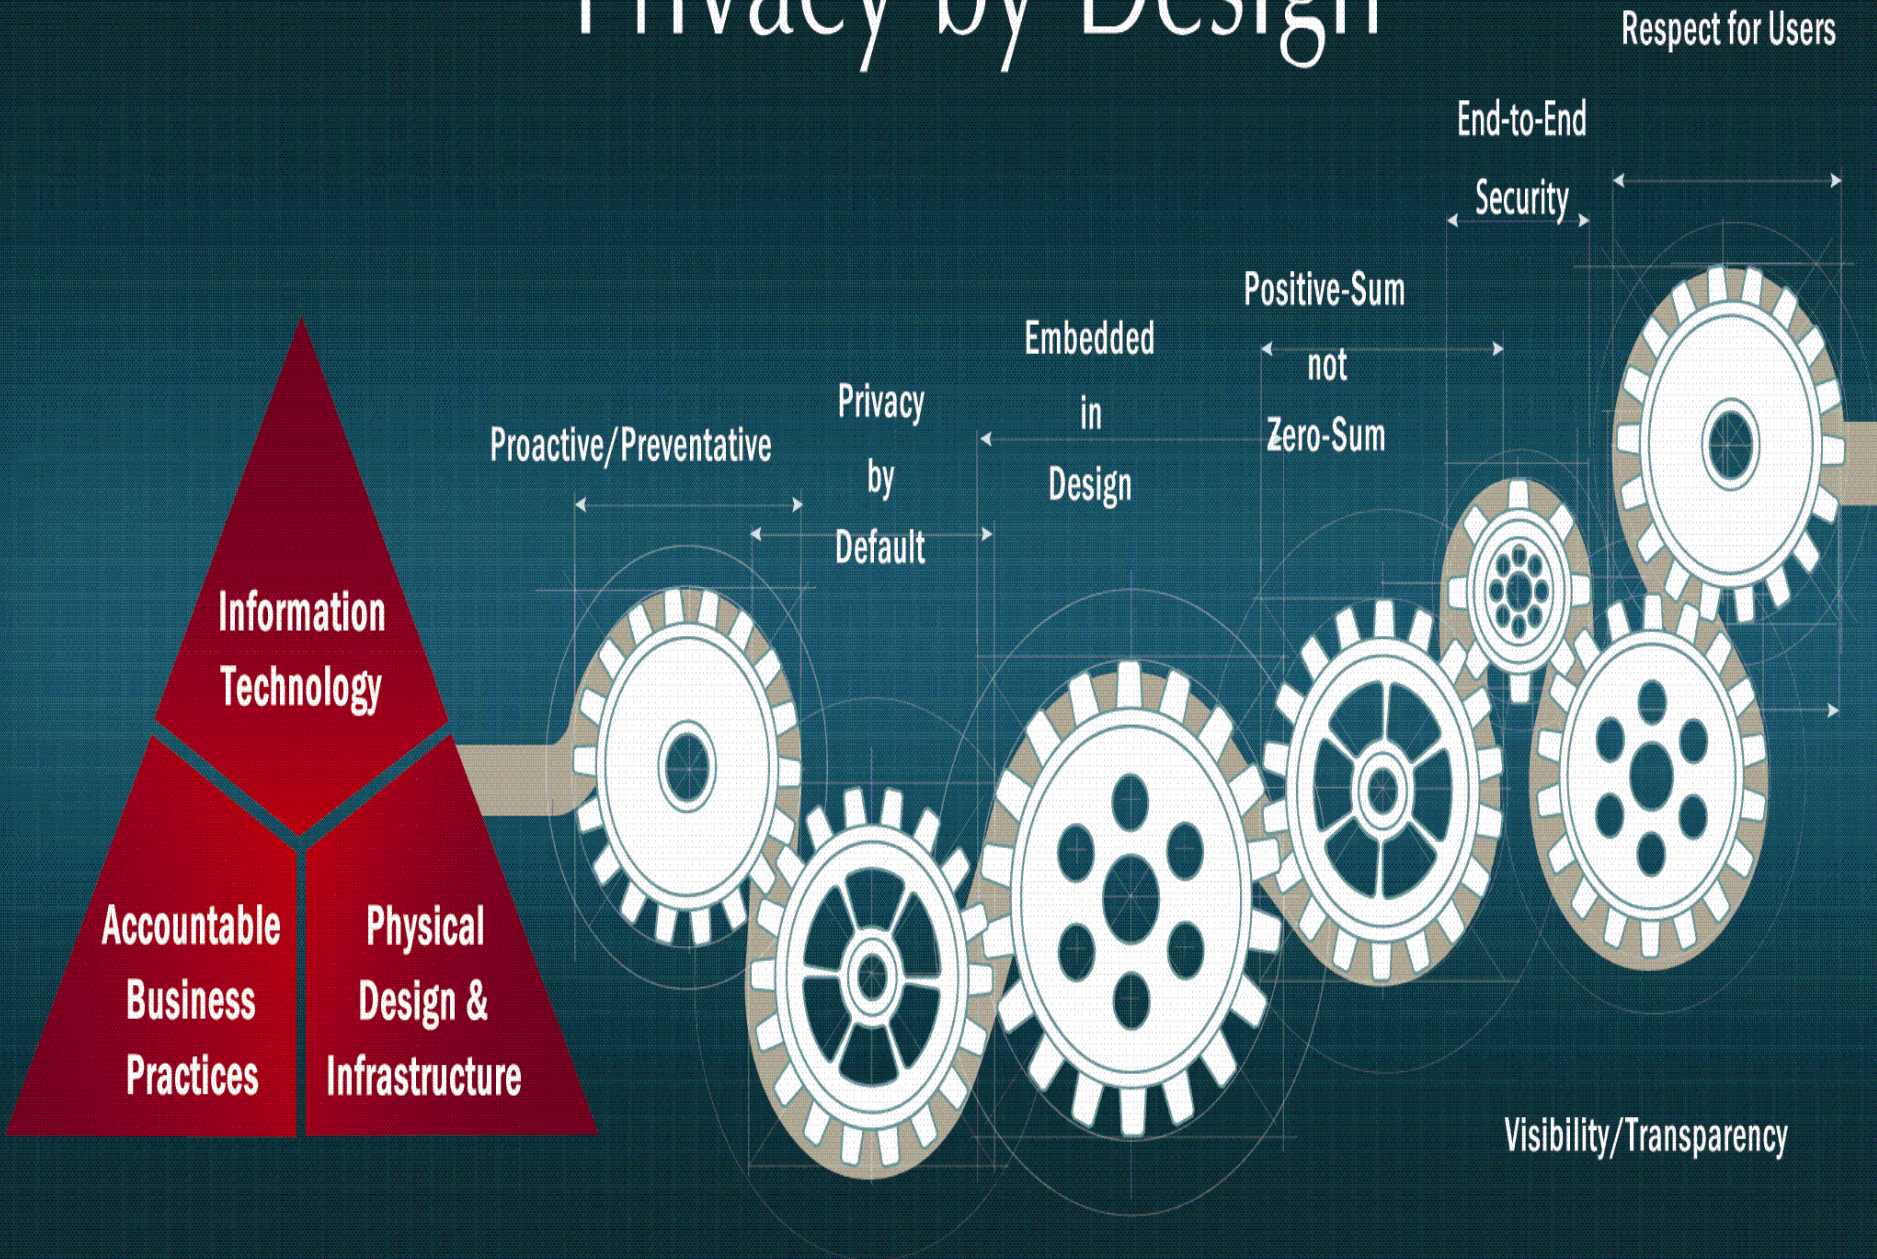 Privacy by Design
Respect for Users
End-to-End
Security
Positive-Sum
not
Zero-Sum
Embedded
in
Design
Privacy
by
Default
Proactive/Preventative
Information
Technology
Accountable
Business
Practices
Physical
Design &
Infrastructure
Visibility/Transparency